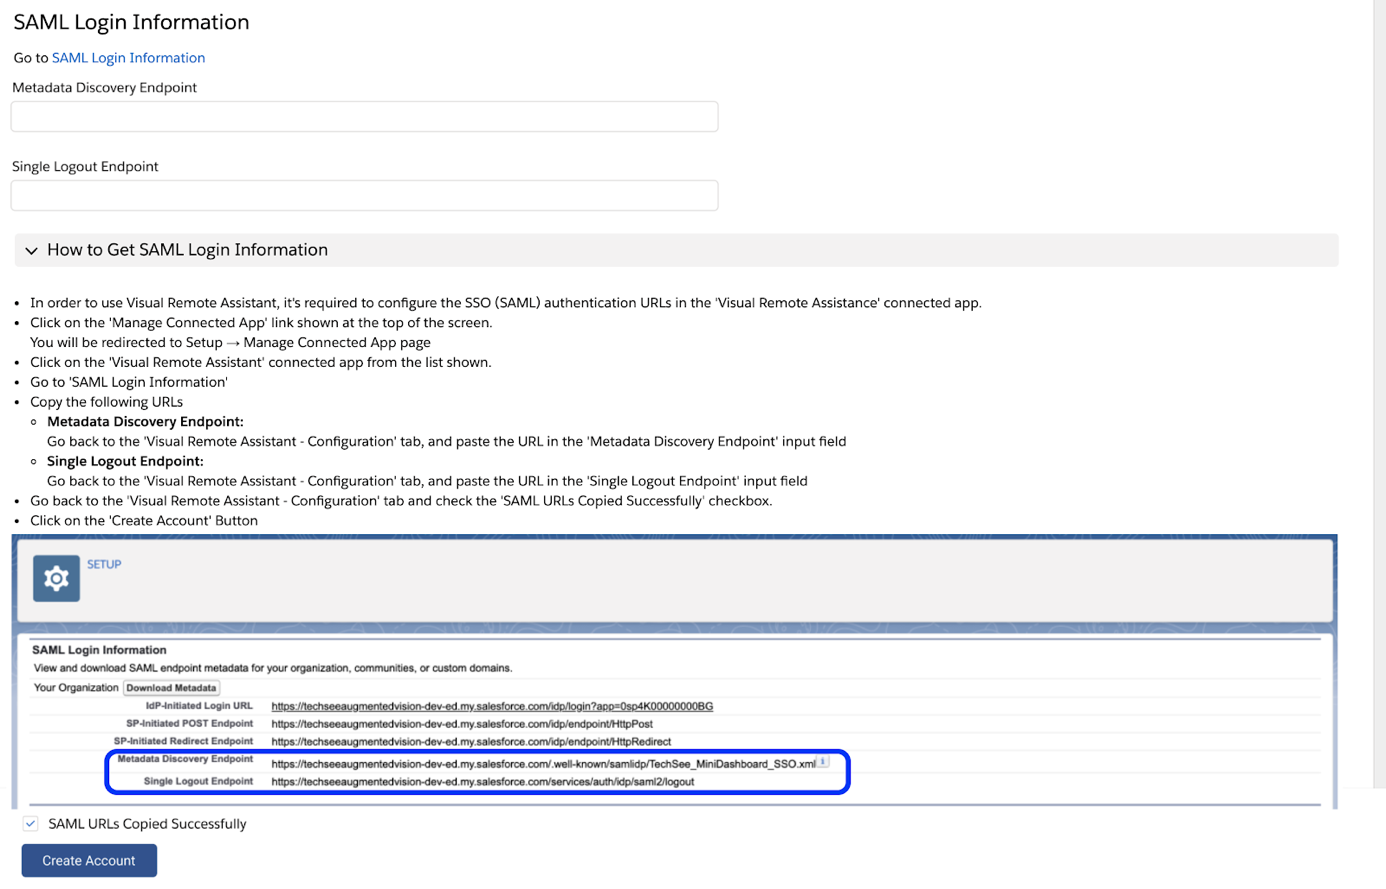 SAML Login Information
Go to SAML Login Information
Metadata Discovery Endpoint
Single Logout Endpoint
How to Get SAML Login Information
• In order to use Visual Remote Assistant, it's required to configure the SSO (SAML) authentication URLs in the 'Visual Remote Assistance' connected app.
• Click on the 'Manage Connected App' link shown at the top of the screen.
You will be redirected to Setup → Manage Connected App page
• Click on the 'Visual Remote Assistant' connected app from the list shown.
• Go to 'SAML Login Information'
• Copy the following URLs
◦ Metadata Discovery Endpoint:
Go back to the 'Visual Remote Assistant - Configuration' tab, and paste the URL in the 'Metadata Discovery Endpoint' input field
◦ Single Logout Endpoint:
Go back to the 'Visual Remote Assistant - Configuration' tab, and paste the URL in the 'Single Logout Endpoint' input field
• Go back to the 'Visual Remote Assistant - Configuration' tab and check the 'SAML URLs Copied Successfully' checkbox.
• Click on the 'Create Account' Button
SETUP
SAML Login Information
View and download SAML endpoint metadata for your organization, communities, or custom domains.
Your Organization Download Metadata
IdP-Initiated Login URL https://techseeaugmentedvision-dev-ed.my.salesforce.com/idp/login?app=0sp4K00000000BG
SP-Initiated POST Endpoint https://techseeaugmentedvision-dev-ed.my.salesforce.com/idp/endpoint/HttpPost
SP-Initiated Redirect Endpoint https://techseeaugmentedvision-dev-ed.my.salesforce.com/idp/endpoint/HttpRedirect
Metadata Discovery Endpoint https://techseeaugmentedvision-dev-ed.my.salesforce.com/.well-known/samlidp/TechSee_MiniDashboard_SSO.xml i
Single Logout Endpoint https://techseeaugmentedvision-dev-ed.my.salesforce.com/services/auth/idp/saml2/logout
SAML URLs Copied Successfully
Create Account